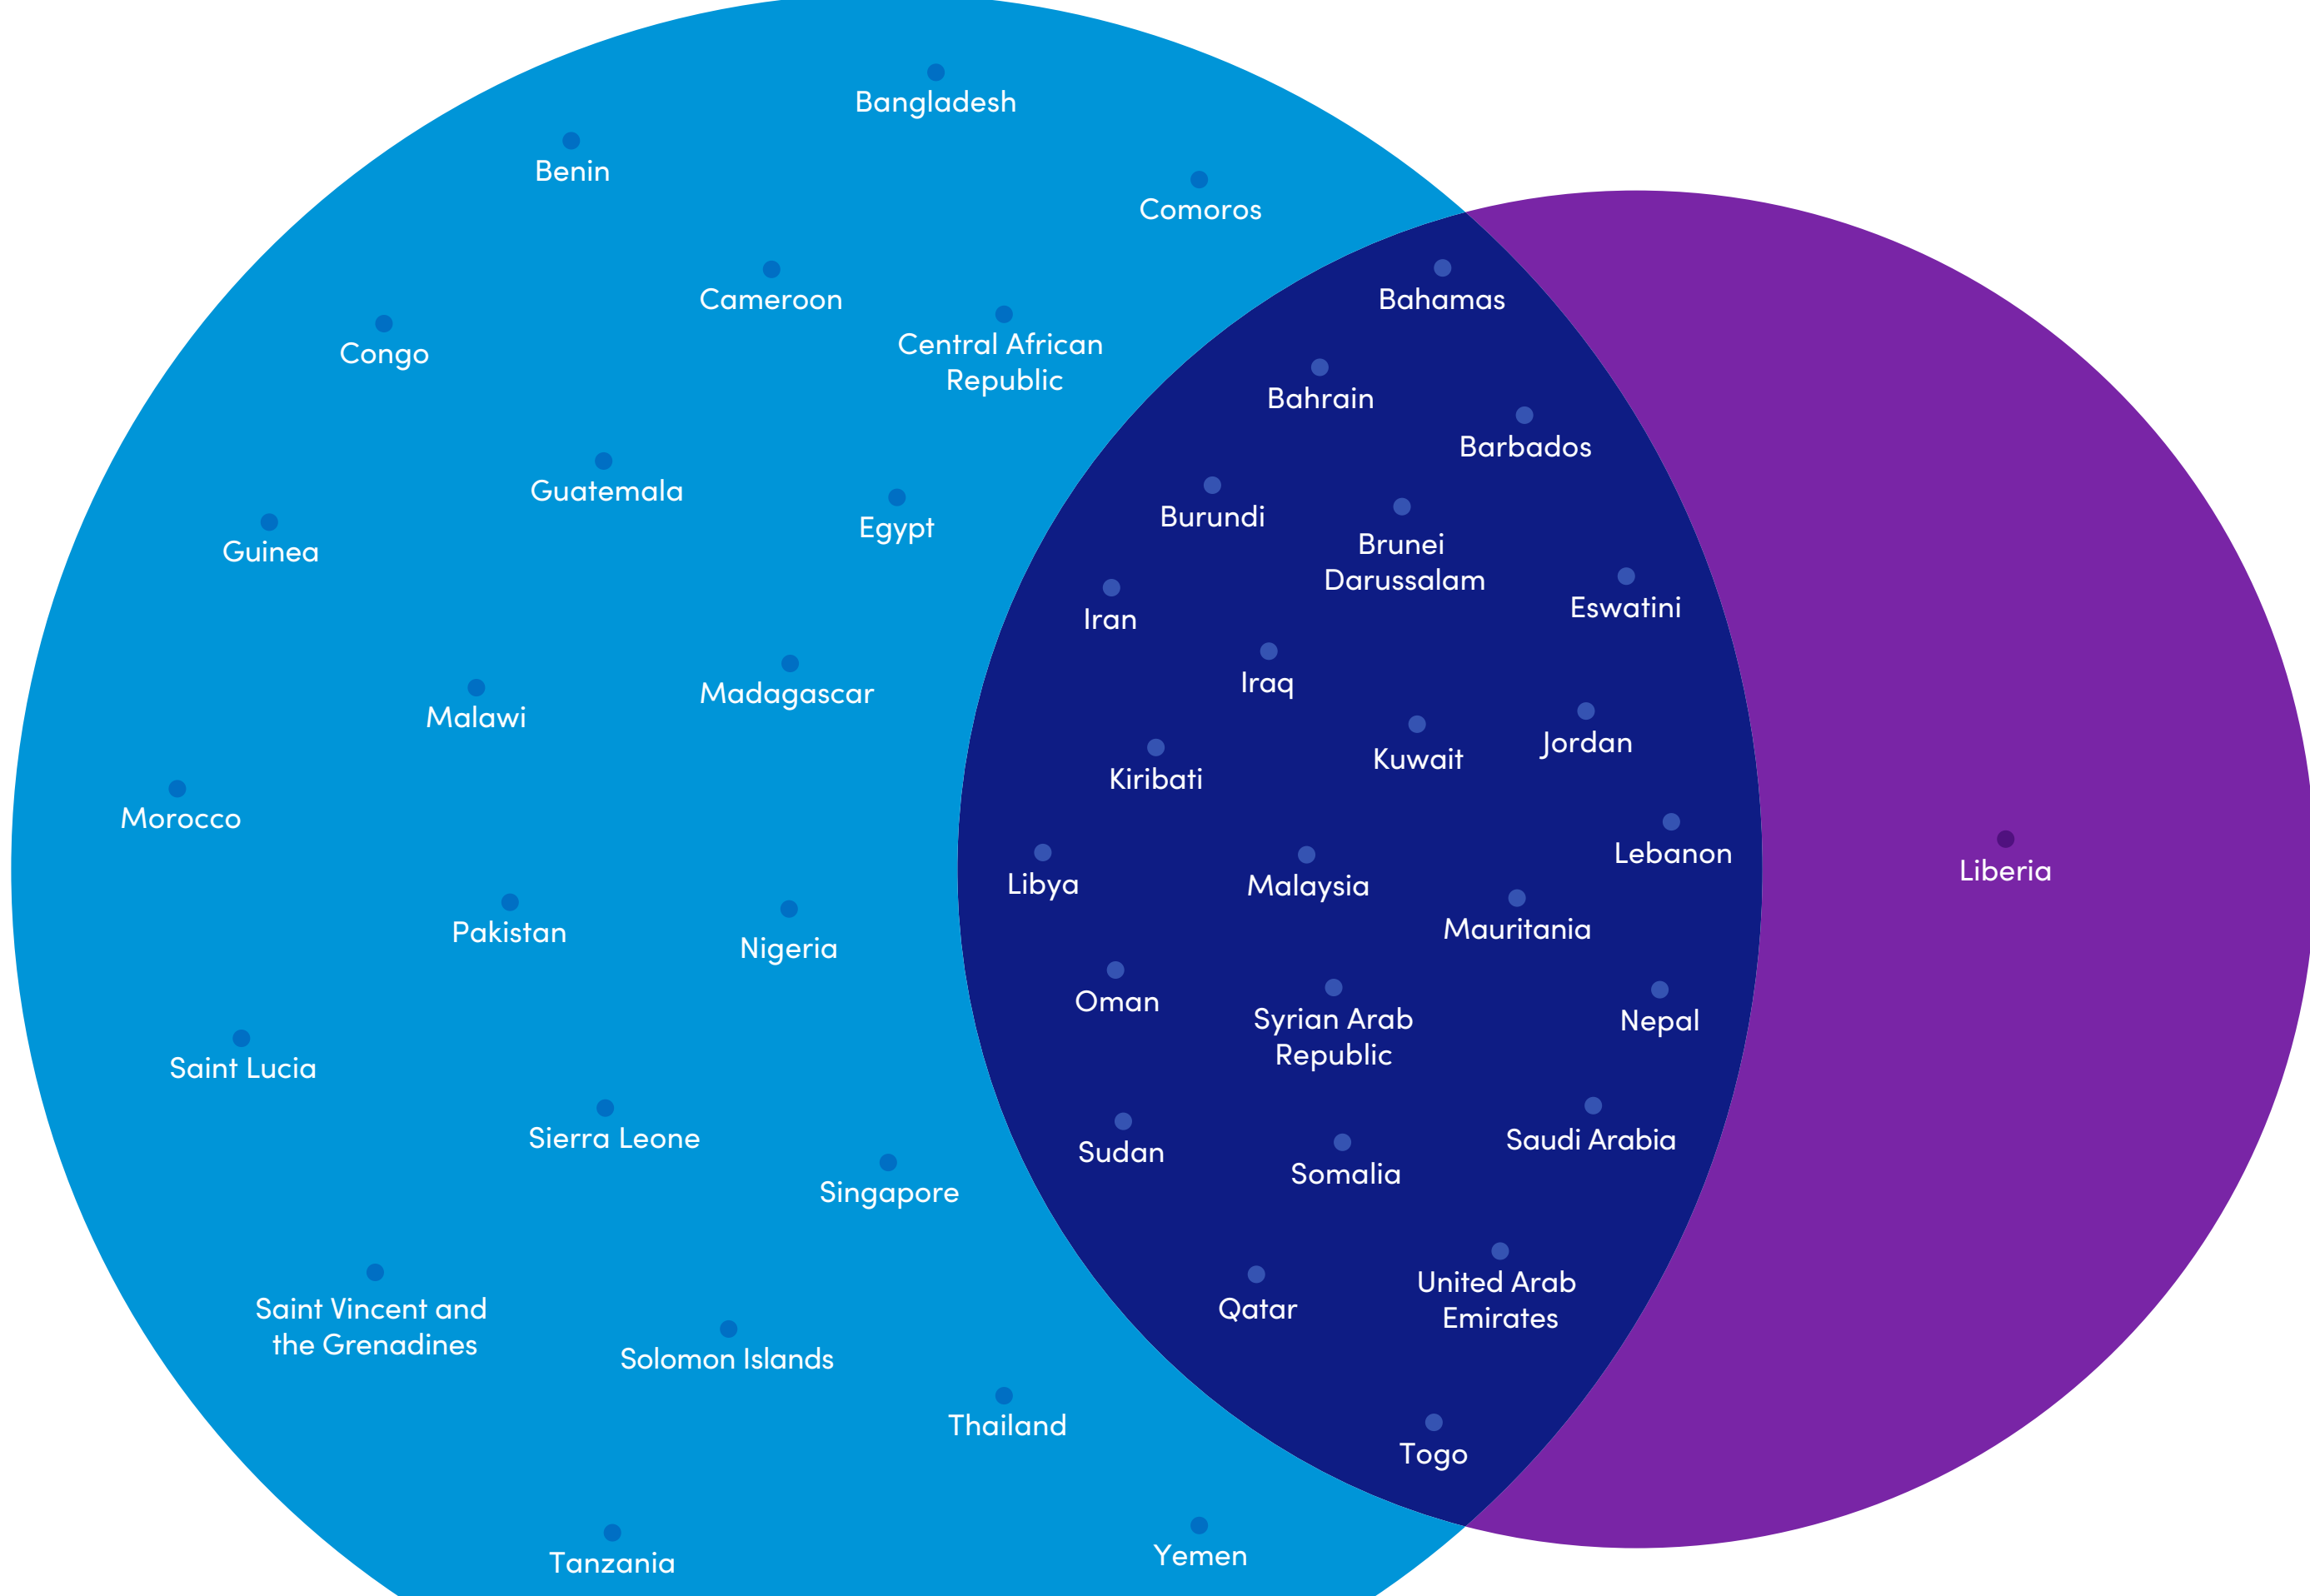 Bangladesh
Benin
Comoros
Cameroon
Congo
Central African
Republic
Guatemala
Egypt
Guinea
Madagascar
Malawi
Morocco
Pakistan
Nigeria
Saint Lucia
Sierra Leone
Singapore
Saint Vincent and
the Grenadines
Solomon Islands
Thailand
Tanzania
Yemen
Bahamas
Bahrain
Barbados
Burundi
Brunei
Darussalam
Eswatini
Iran
Iraq
Jordan
Kuwait
Kiribati
Lebanon
Libya
Malaysia
Mauritania
Oman
Syrian Arab
Republic
Nepal
Saudi Arabia
Sudan
Somalia
Qatar
United Arab
Emirates
Togo
Liberia